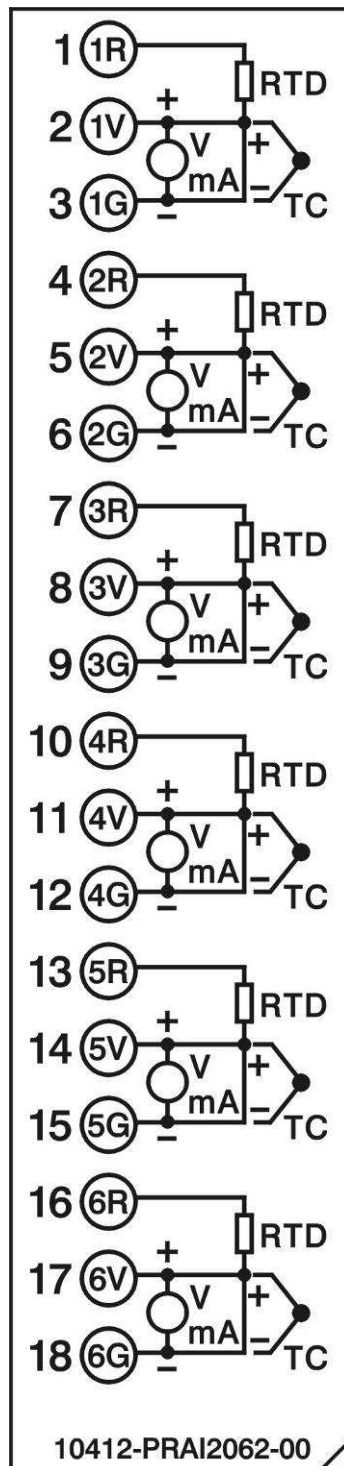 1 1R RTD
+
2 1V V +
mA
3 1G − − TC
4 2R RTD
+
5 2V V +
mA
6 2G − − TC
7 3R RTD
+
8 3V V +
mA
9 3G − − TC
10 4R RTD
+
11 4V V +
mA
12 4G − − TC
13 5R RTD
+
14 5V V +
mA
15 5G − − TC
16 6R RTD
+
17 6V V +
mA
18 6G − − TC
10412-PRAI2062-00